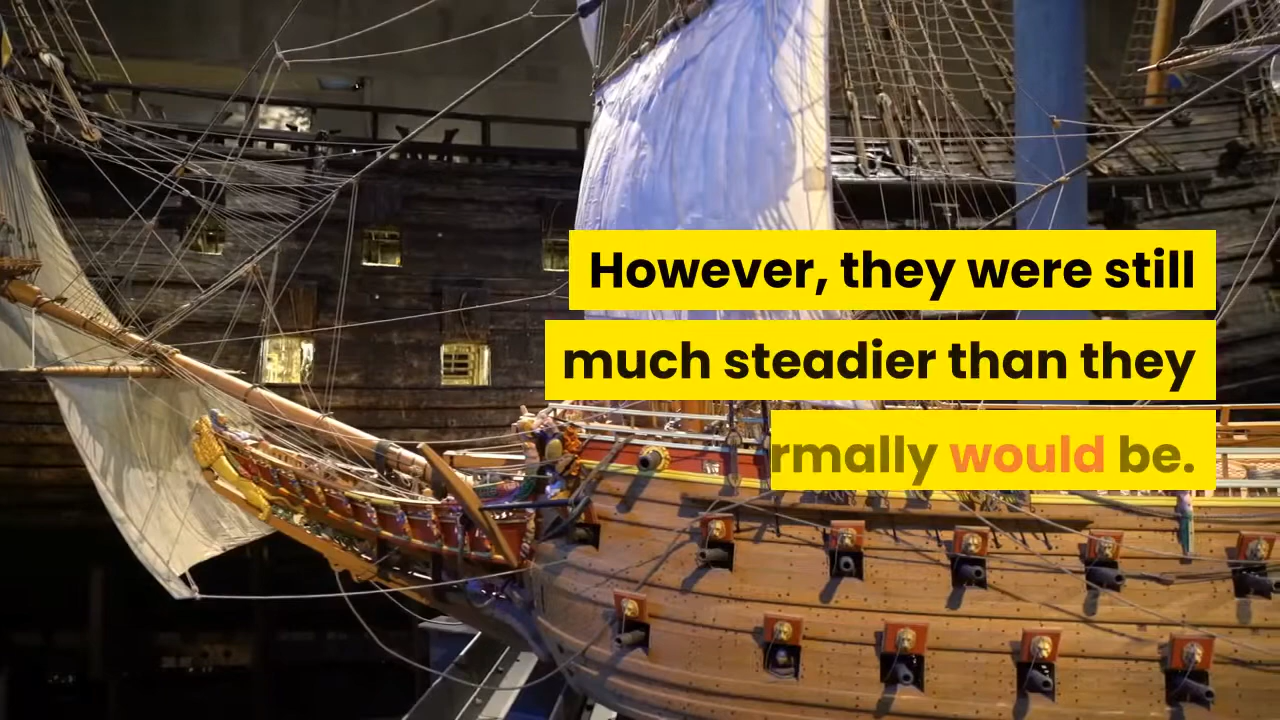 However, they were still
much steadier than they
rmally would be.